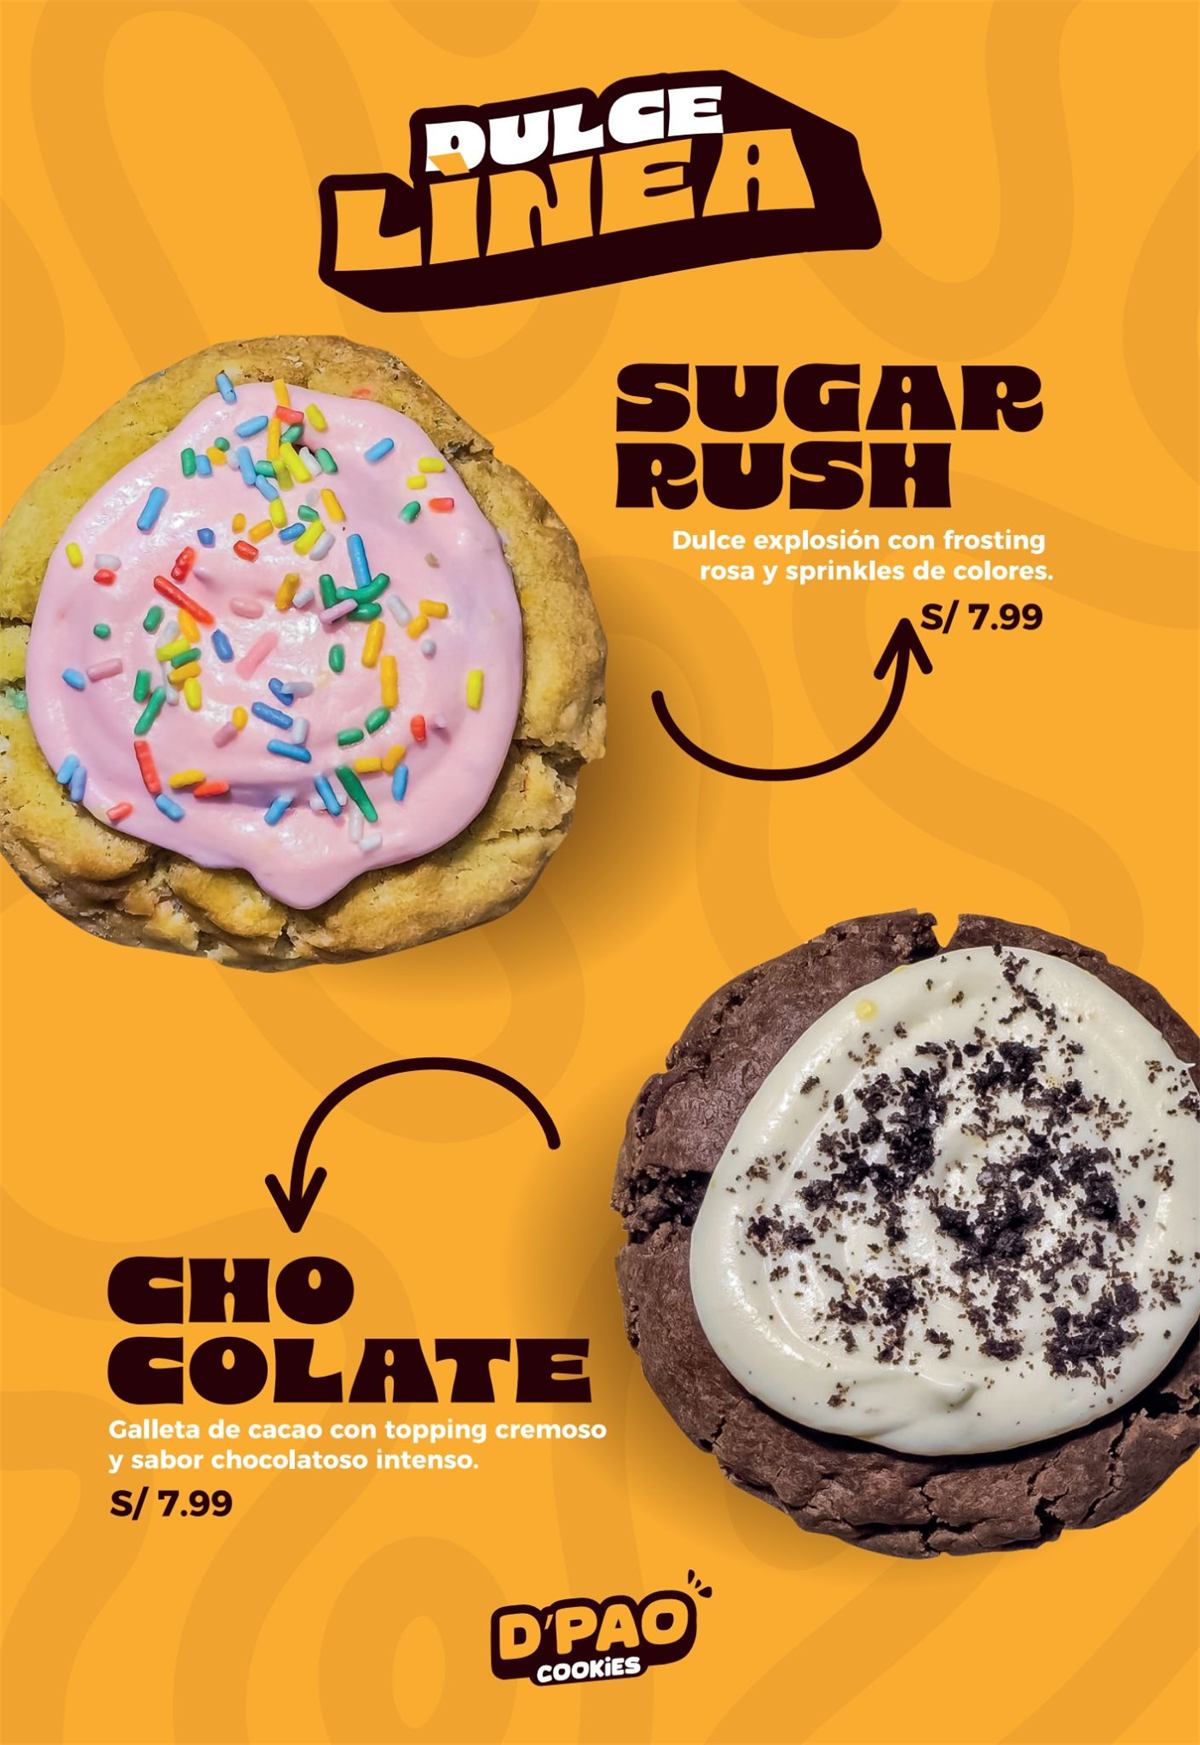 DULCE
LÌNEA
SUGAR
RUSH
Dulce explosión con frosting
rosa y sprinkles de colores.
S/ 7.99
CHO
COLATE
Galleta de cacao con topping cremoso
y sabor chocolatoso intenso.
S/ 7.99
D'PAO
COOKiES